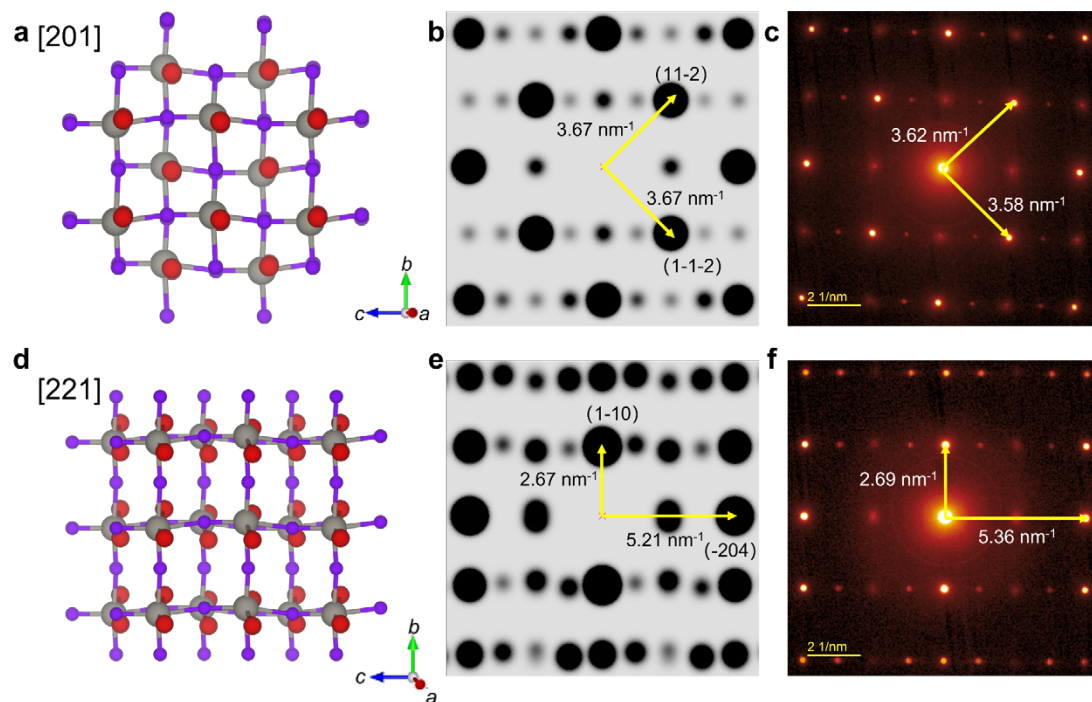 a [201]
b
a
c
b
(11-2)
3.67 nm-1
3.67 nm-1
(1-1-2)
c
3.62 nm-1
3.58 nm-1
2 1/nm
d
[221]
b
c
a
e
(1-10)
2.67 nm-1
5.21 nm-1
(-204)
f
2.69 nm-1
5.36 nm-1
2 1/nm